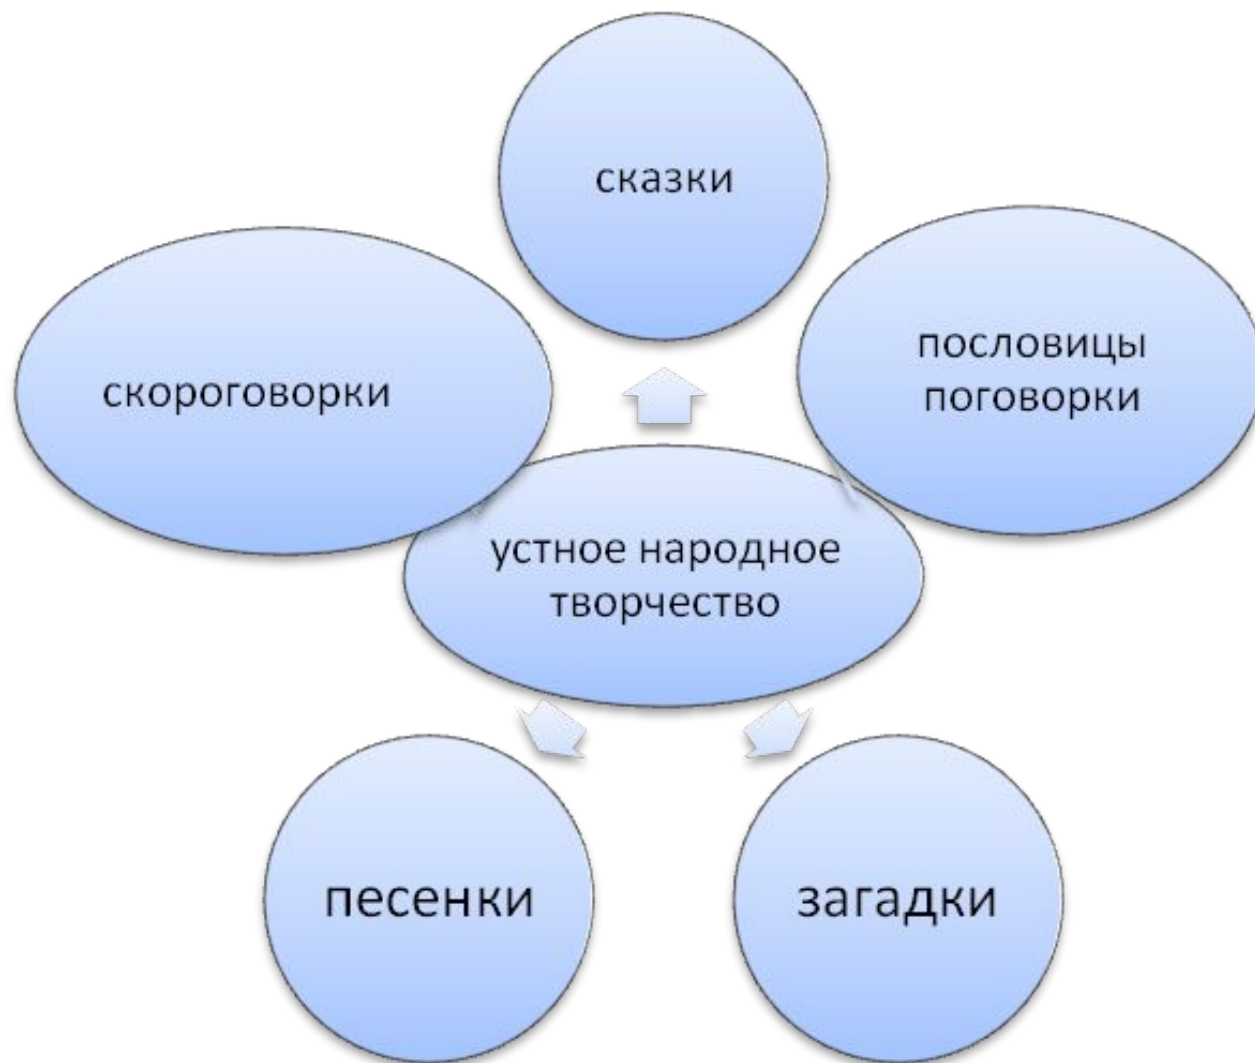 сказки
скороговорки
пословицы
поговорки
устное народное
творчество
песенки
загадки